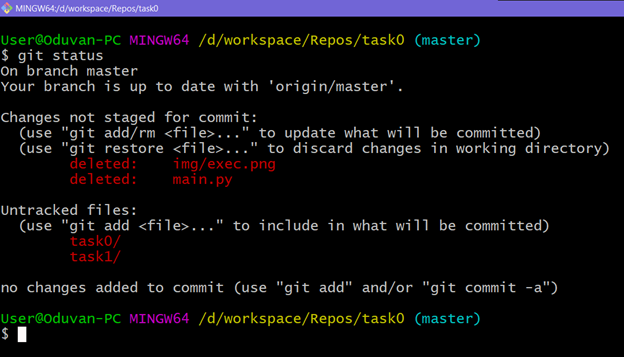 MINGW64:/d/workspace/Repos/task0
User@Oduvan-PC MINGW64 /d/workspace/Repos/task0 (master)
$ git status
On branch master
Your branch is up to date with 'origin/master'.
Changes not staged for commit:
(use "git add/rm <file>..." to update what will be committed)
(use "git restore <file>..." to discard changes in working directory)
deleted:    img/exec.png
deleted:    main.py
Untracked files:
(use "git add <file>..." to include in what will be committed)
task0/
task1/
no changes added to commit (use "git add" and/or "git commit -a")
User@Oduvan-PC MINGW64 /d/workspace/Repos/task0 (master)
$